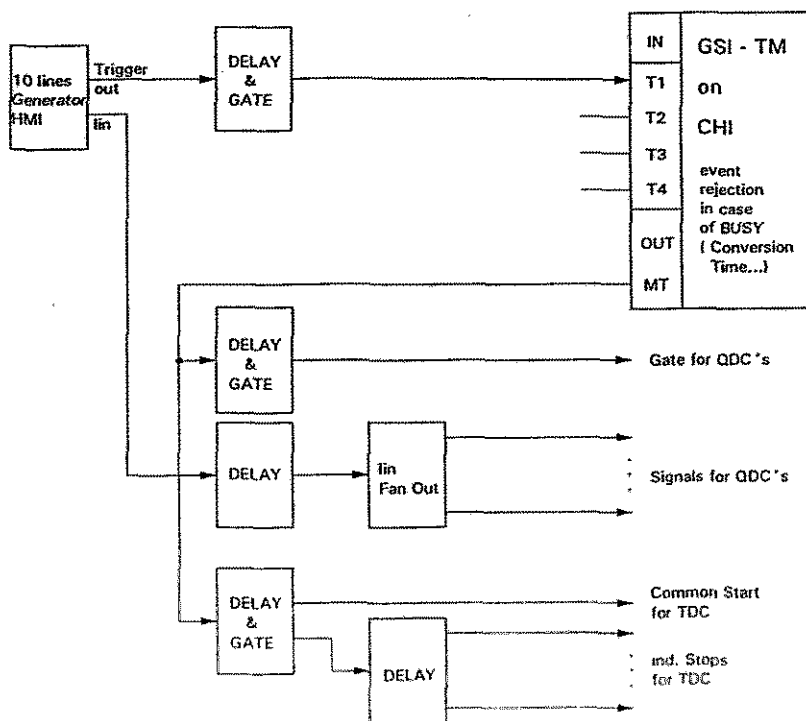 10 lines
Generator
HMI
Trigger
out
lin
DELAY
&
GATE
IN
T1
T2
T3
T4
OUT
MT
GSI - TM
on
CHI
event
rejection
in case
of BUSY
( Conversion
Time...)
DELAY
&
GATE
Gate for QDC's
DELAY
lin
Fan Out
Signals for QDC's
DELAY
&
GATE
DELAY
Common Start
for TDC
ind. Stops
for TDC